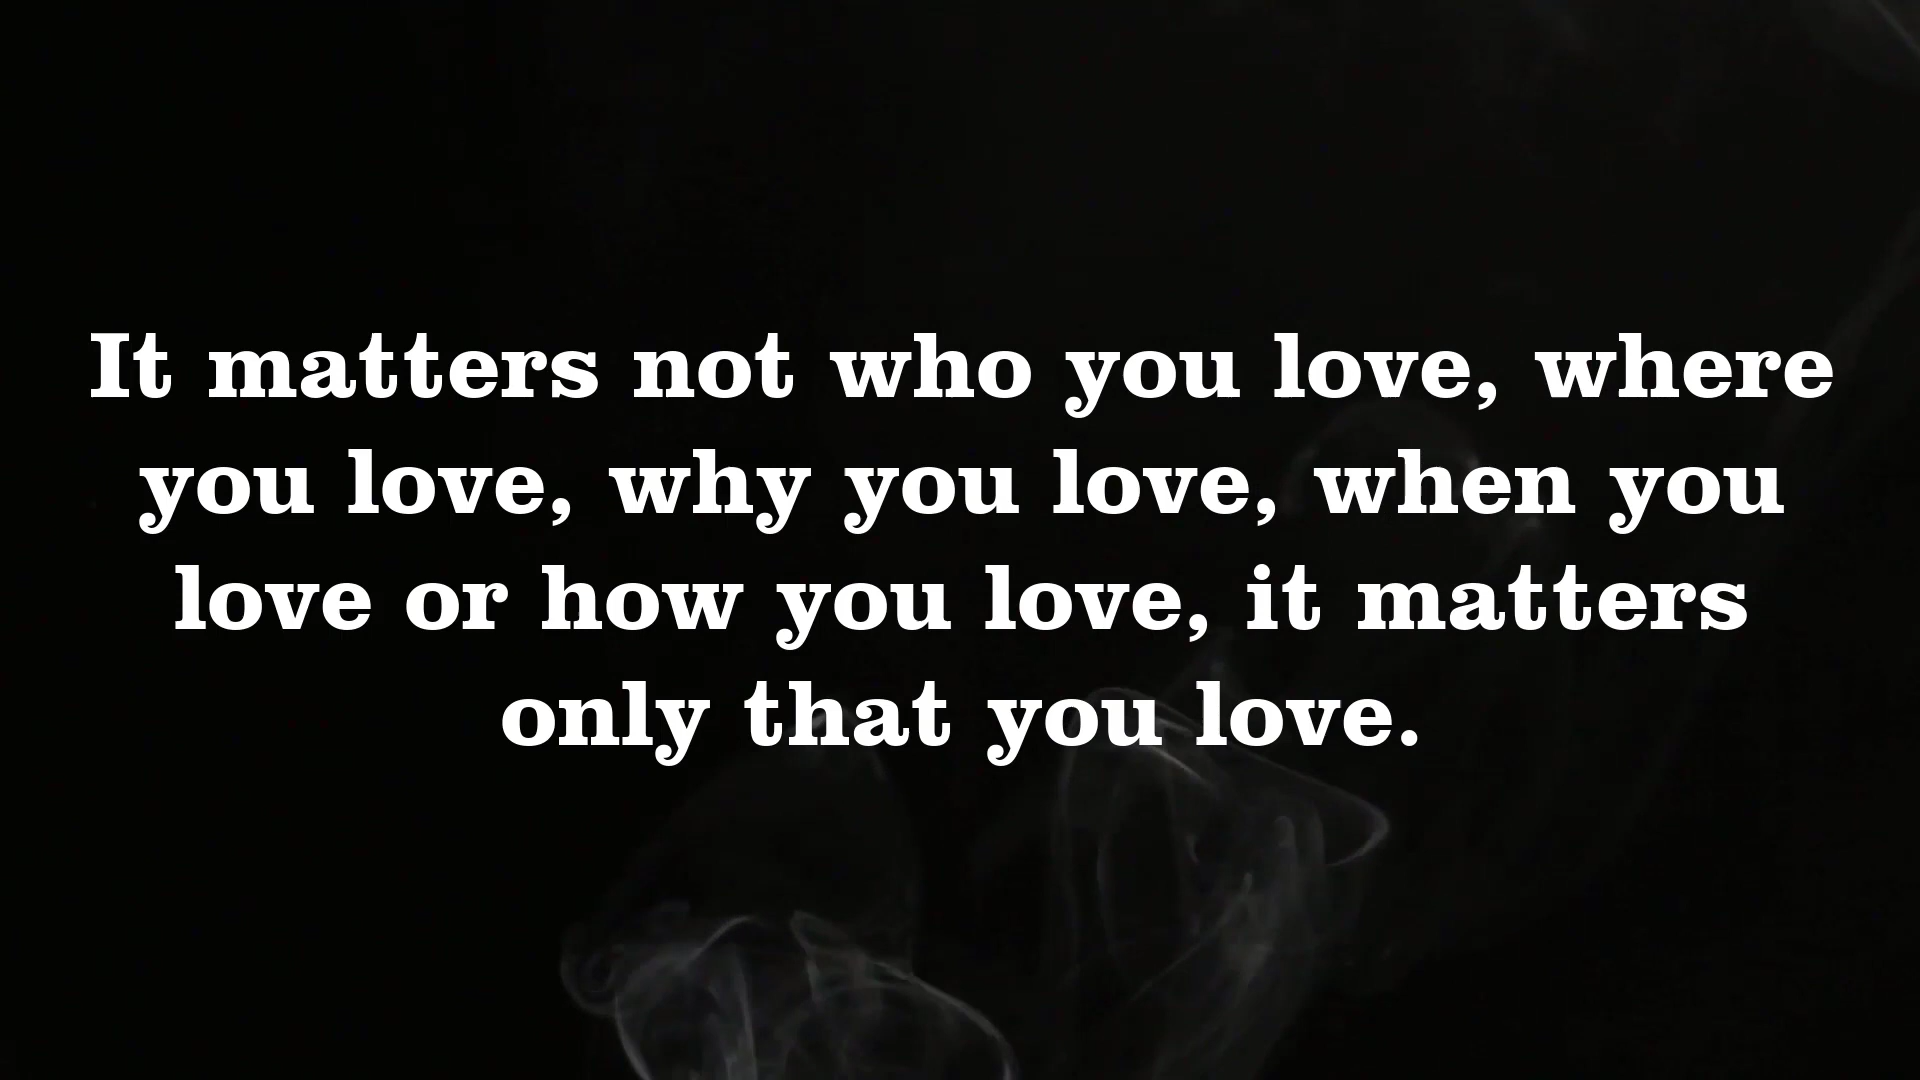 It matters not who you love, where
you love, why you love, when you
love or how you love, it matters
only that you love.